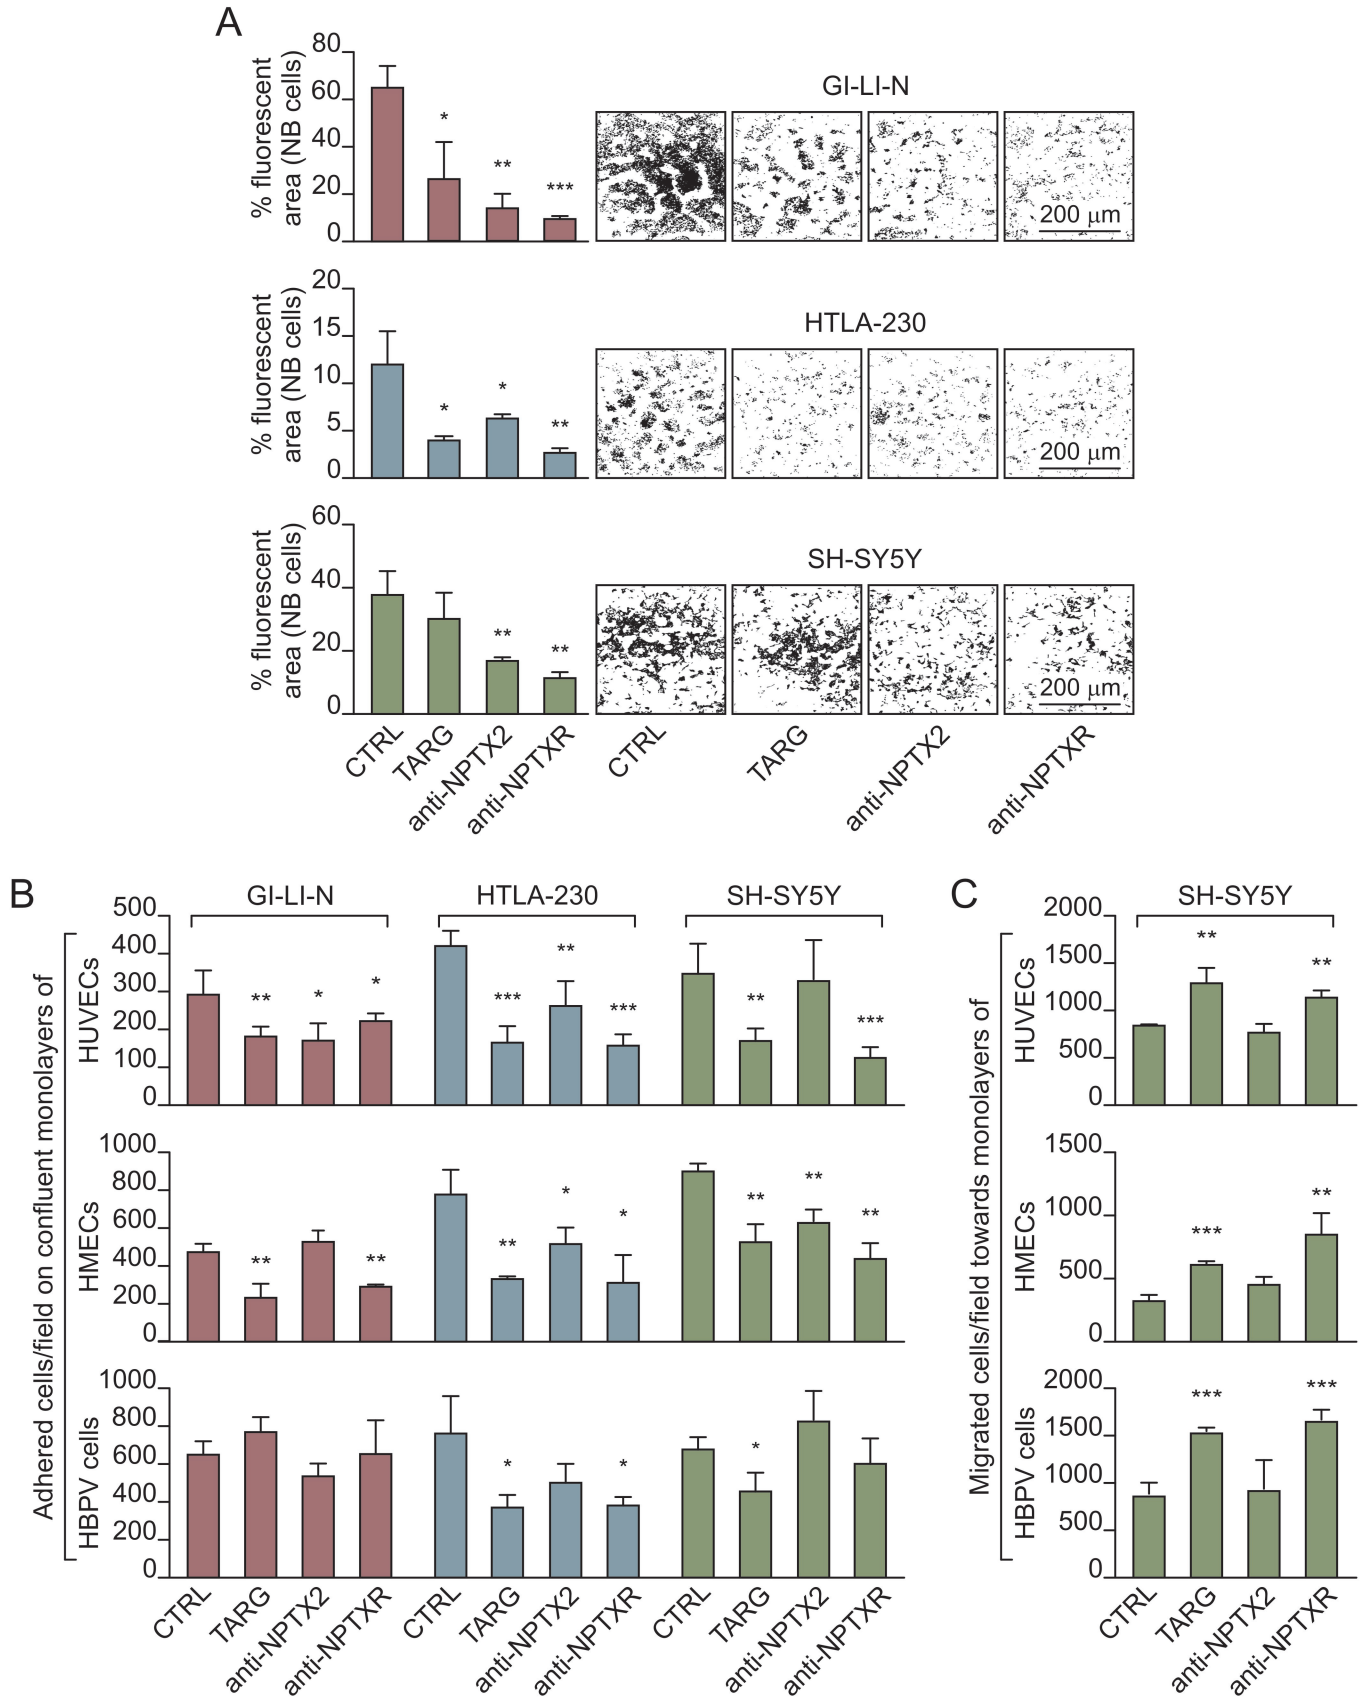 A
% fluorescent
area (NB cells)
80
60
40
20
0
*
**
***
GI-LI-N
200 μm
% fluorescent
area (NB cells)
20
15
10
5
0
*
*
**
HTLA-230
200 μm
% fluorescent
area (NB cells)
60
40
20
0
**
**
SH-SY5Y
200 μm
CTRL
TARG
anti-NPTX2
anti-NPTXR
CTRL
TARG
anti-NPTX2
anti-NPTXR
B
Adhered cells/field on confluent monolayers of
GI-LI-N
HTLA-230
SH-SY5Y
HUVECs
500
400
300
200
100
0
**
*
*
***
**
***
**
***
HMECs
1000
800
600
400
200
0
**
**
**
*
*
**
**
**
HBPV cells
1000
800
600
400
200
0
*
*
*
CTRL
TARG
anti-NPTX2
anti-NPTXR
CTRL
TARG
anti-NPTX2
anti-NPTXR
CTRL
TARG
anti-NPTX2
anti-NPTXR
C
Migrated cells/field towards monolayers of
SH-SY5Y
HUVECs
2000
1500
1000
500
0
**
**
HMECs
1500
1000
500
0
***
**
HBPV cells
2000
1500
1000
500
0
***
***
CTRL
TARG
anti-NPTX2
anti-NPTXR